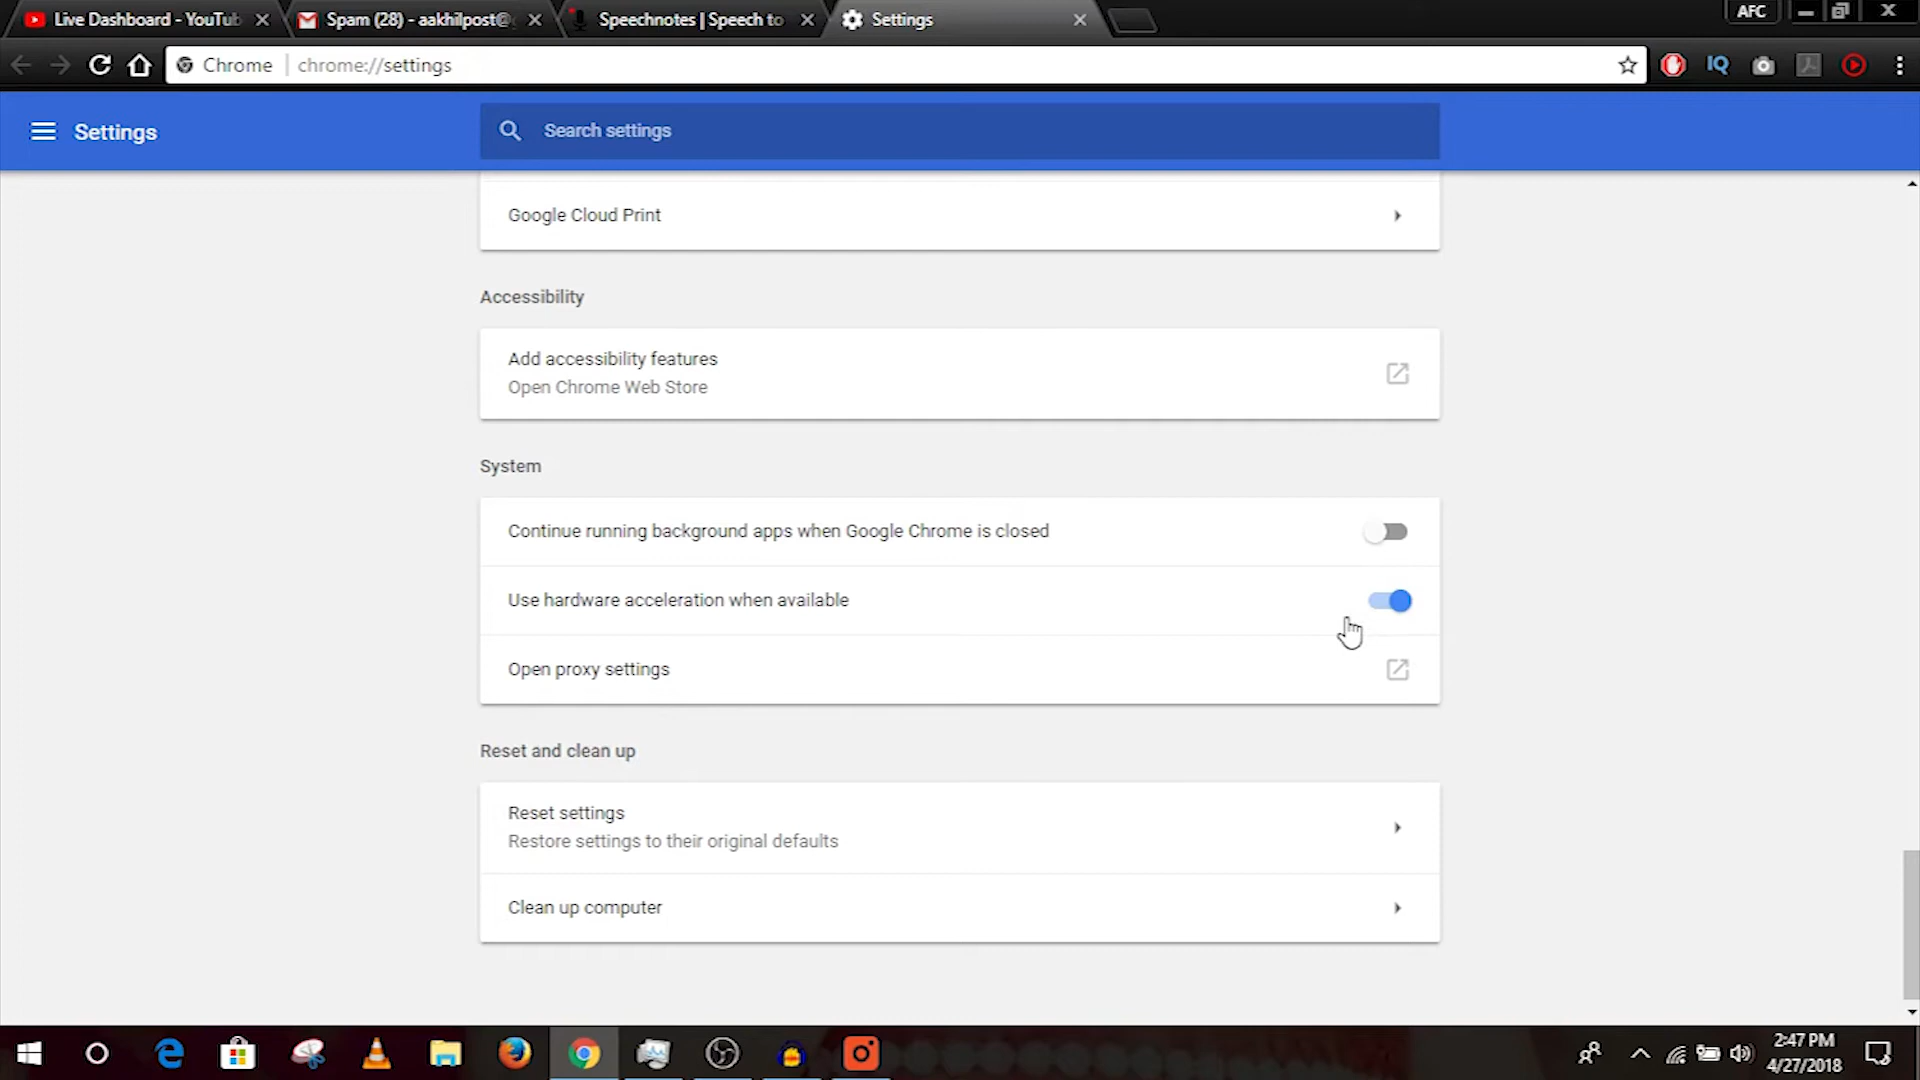 Live Dashboard - YouTub
Spam (28) - aakhilpost@
Speechnotes | Speech to
Settings
AFC
Chrome
chrome://settings
IQ
Settings
Search settings
Google Cloud Print
Accessibility
Add accessibility features
Open Chrome Web Store
System
Continue running background apps when Google Chrome is closed
Use hardware acceleration when available
Open proxy settings
Reset and clean up
Reset settings
Restore settings to their original defaults
Clean up computer
2:47 PM
4/27/2018